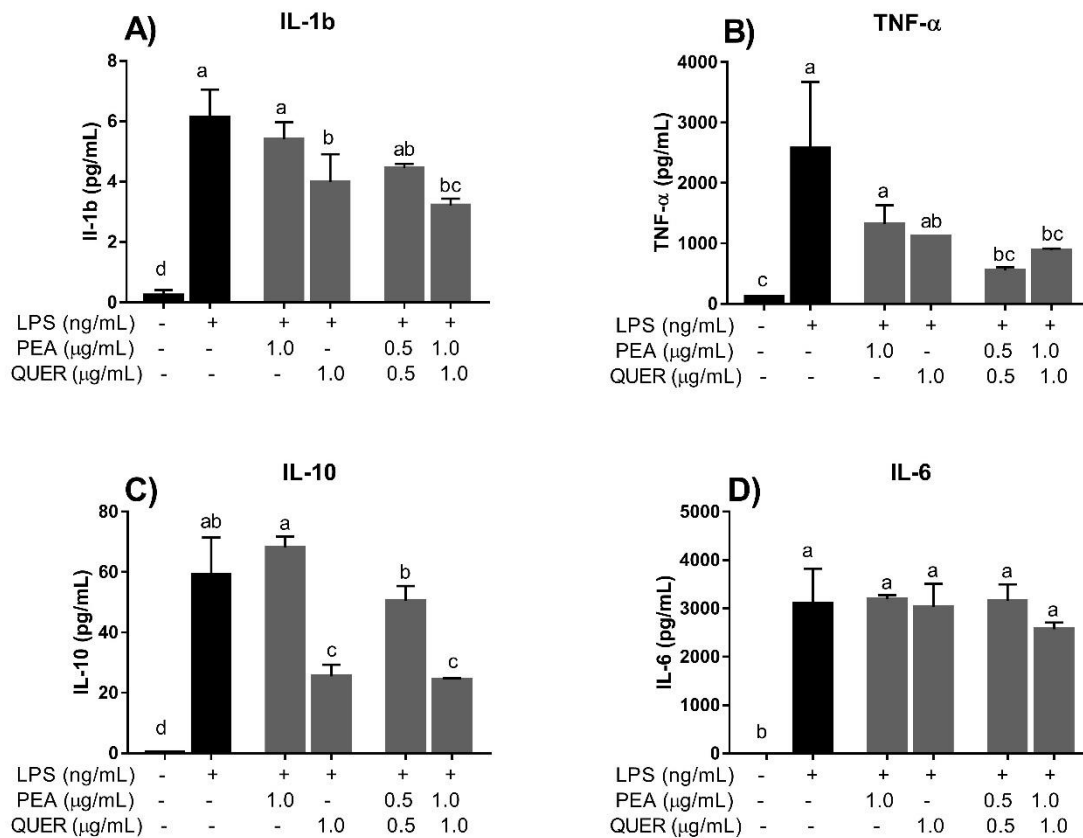 A)
IL-1b
Il-1b (pg/mL)
8
6
4
2
0
d
a
a
b
ab
bc
LPS (ng/mL) - + + + + +
PEA (μg/mL) - - 1.0 - 0.5 1.0
QUER (μg/mL) - - - 1.0 0.5 1.0
B)
TNF-α
TNF-α (pg/mL)
4000
3000
2000
1000
0
c
a
a
ab
bc
bc
LPS (ng/mL) - + + + + +
PEA (μg/mL) - - 1.0 - 0.5 1.0
QUER (μg/mL) - - - 1.0 0.5 1.0
C)
IL-10
IL-10 (pg/mL)
80
60
40
20
0
d
ab
a
c
b
c
LPS (ng/mL) - + + + + +
PEA (μg/mL) - - 1.0 - 0.5 1.0
QUER (μg/mL) - - - 1.0 0.5 1.0
D)
IL-6
IL-6 (pg/mL)
5000
4000
3000
2000
1000
0
b
a
a
a
a
a
LPS (ng/mL) - + + + + +
PEA (μg/mL) - - 1.0 - 0.5 1.0
QUER (μg/mL) - - - 1.0 0.5 1.0